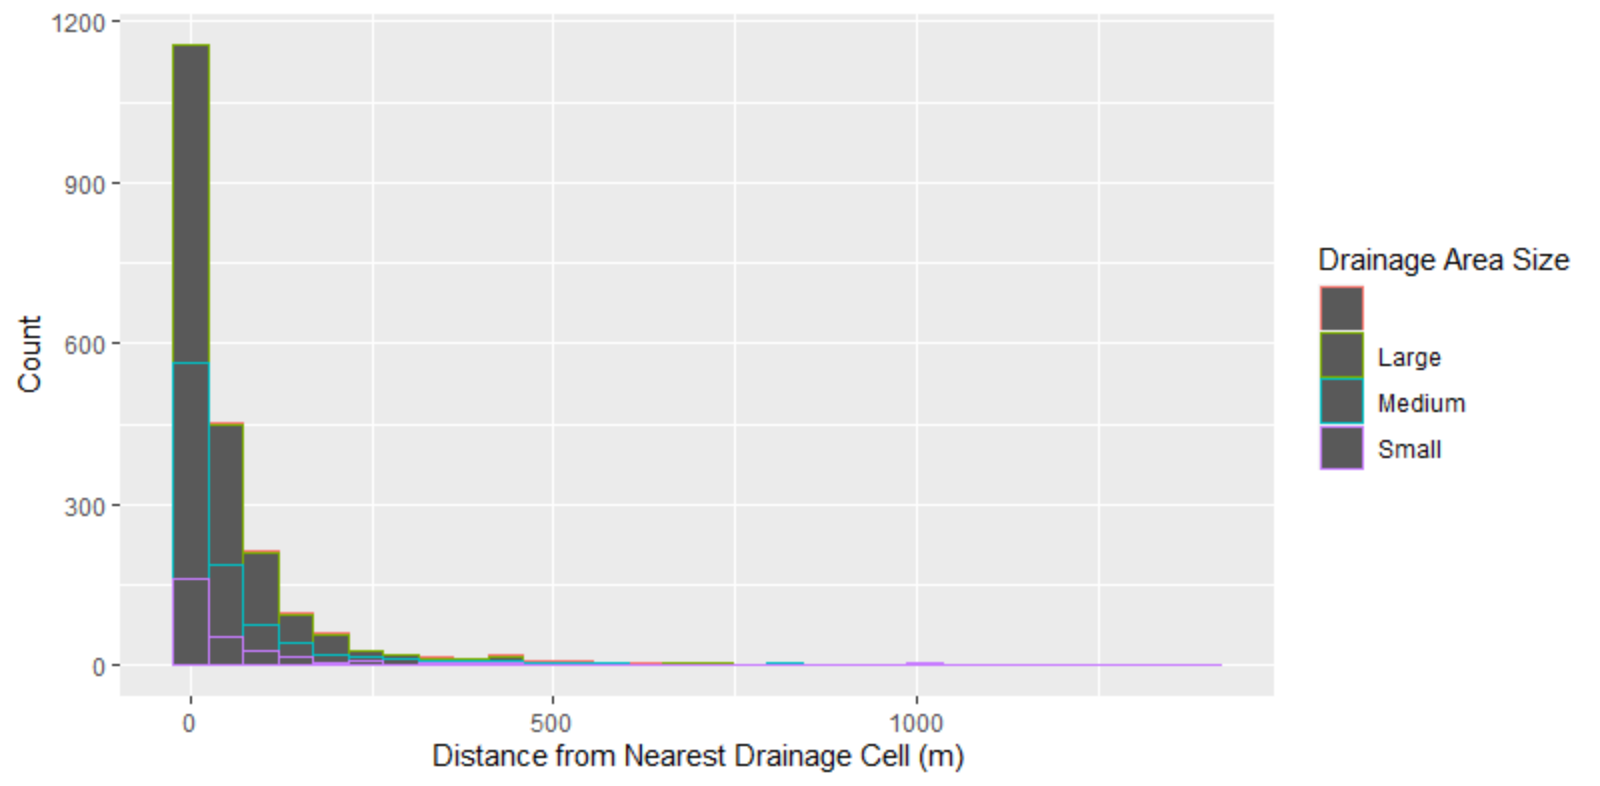 1200
900
600
300
0
Count
0
500
1000
Distance from Nearest Drainage Cell (m)
Drainage Area Size
Large
Medium
Small